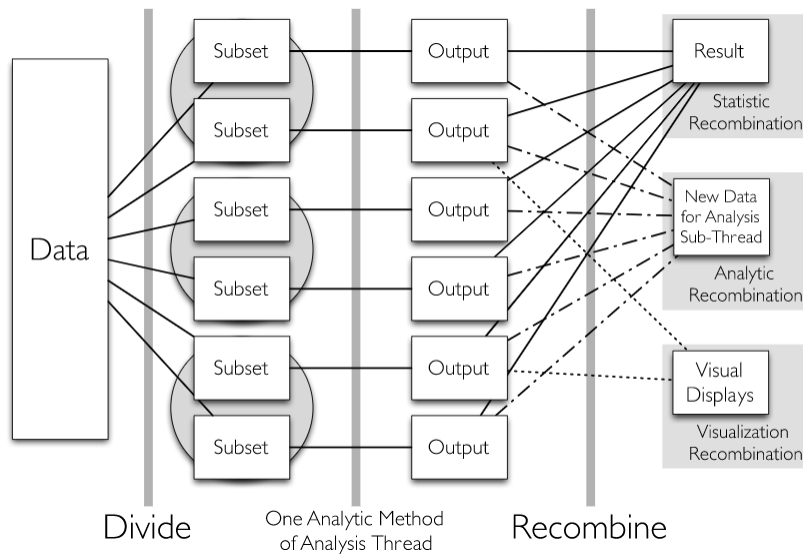 Data
Subset
Subset
Subset
Subset
Subset
Subset
Output
Output
Output
Output
Output
Output
Result
Statistic
Recombination
New Data
for Analysis
Sub-Thread
Analytic
Recombination
Visual
Displays
Visualization
Recombination
Divide
One Analytic Method
of Analysis Thread
Recombine